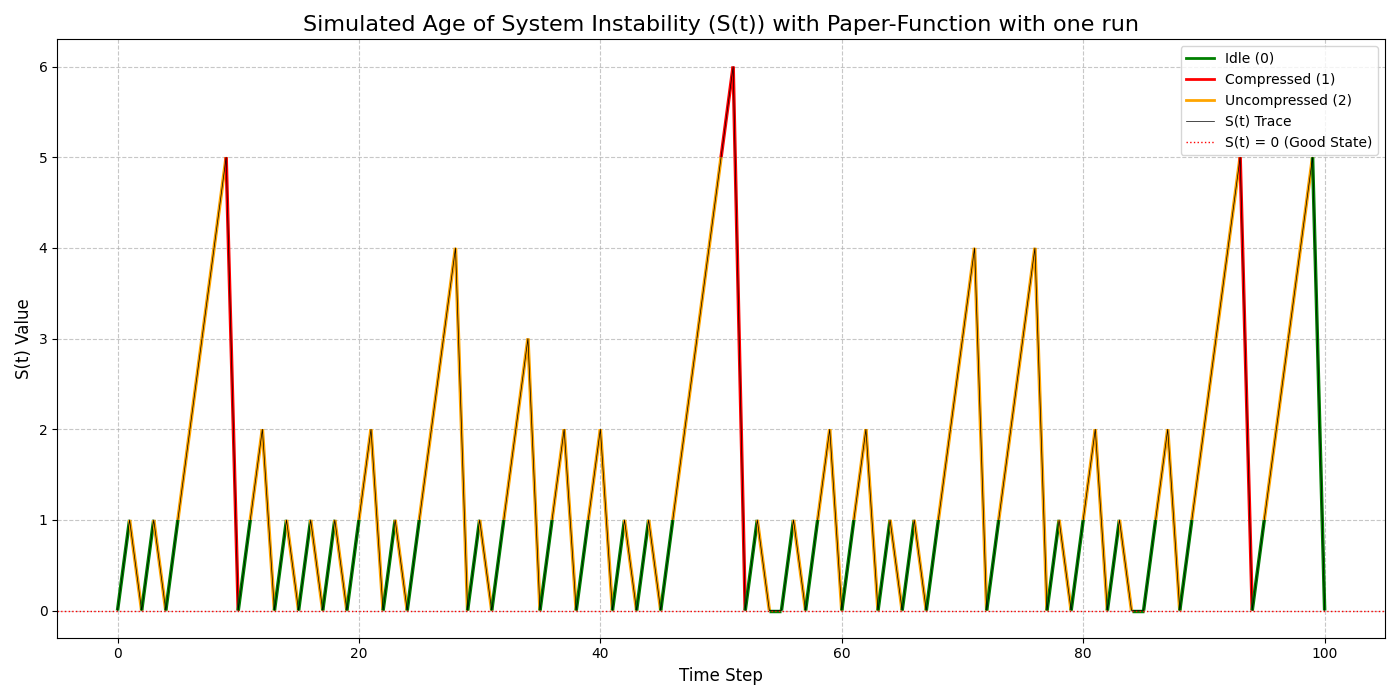 Simulated Age of System Instability (S(t)) with Paper-Function with one run
Idle (0)
Compressed (1)
Uncompressed (2)
S(t) Trace
S(t) = 0 (Good State)
S(t) Value
6
5
4
3
2
1
0
0
20
40
60
80
100
Time Step